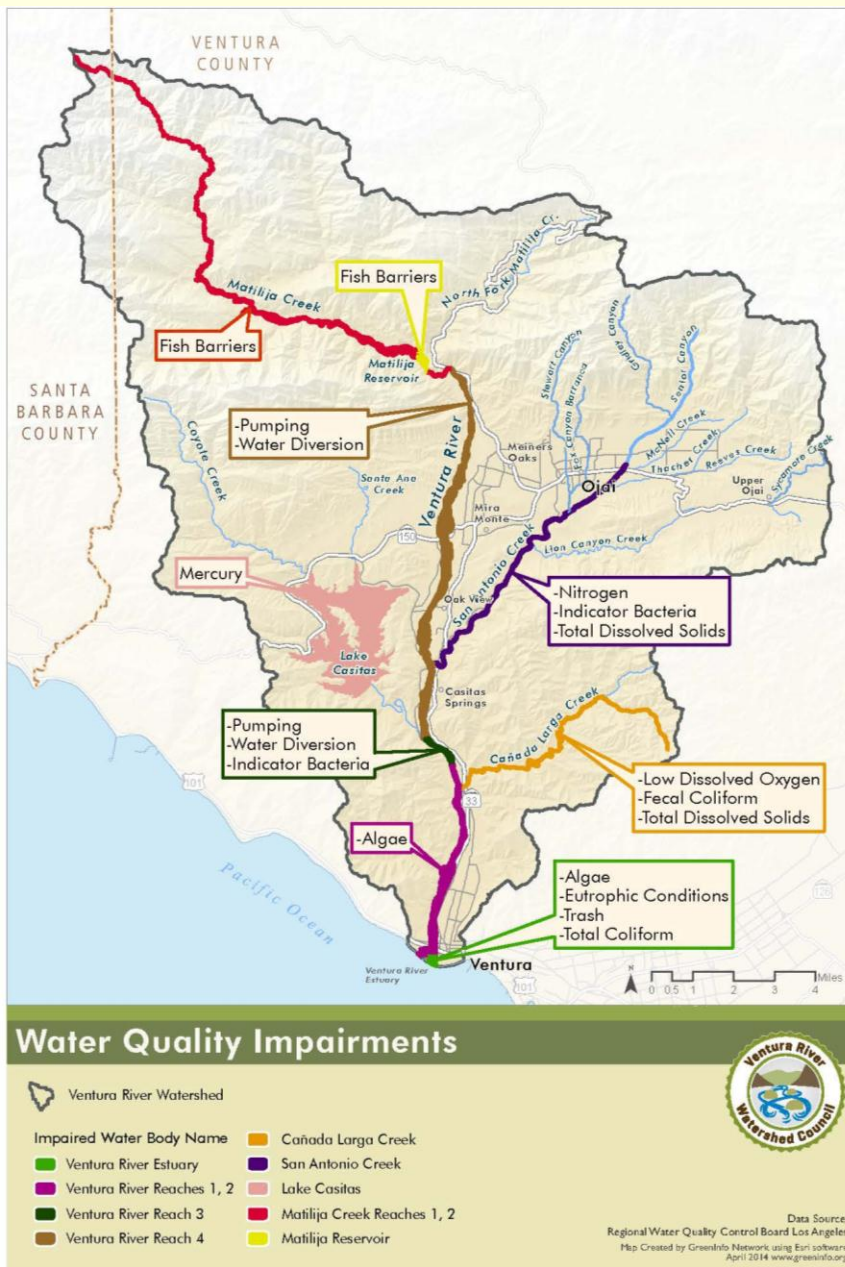 VENTURA
COUNTY
North Fork Matilija Cr.
Fish Barriers
Matilija Creek
Fish Barriers
Matilija
Reservoir
Stewart Canyon
Fox Canyon Barranca
Gridley Canyon
Senior Canyon
SANTA
BARBARA
COUNTY
-Pumping
-Water Diversion
Coyote Creek
Ventura River
Meiners
Oaks
McNell Creek
Thacher Creek
Reeves Creek
Sycamore Creek
Santa Ana
Creek
Ojai
Upper
Ojai
Mira
Monte
150
San Antonio Creek
Lion Canyon Creek
Mercury
Oak View
-Nitrogen
-Indicator Bacteria
-Total Dissolved Solids
Lake
Casitas
Casitas
Springs
-Pumping
-Water Diversion
-Indicator Bacteria
Cañada Larga Creek
101
33
-Low Dissolved Oxygen
-Fecal Coliform
-Total Dissolved Solids
-Algae
Pacific Ocean
-Algae
-Eutrophic Conditions
-Trash
-Total Coliform
126
Ventura River
Estuary
Ventura
101
N
Miles
0 0.5 1 2 3 4
Water Quality Impairments
Ventura River Watershed
Impaired Water Body Name
Ventura River Estuary
Ventura River Reaches 1, 2
Ventura River Reach 3
Ventura River Reach 4
Cañada Larga Creek
San Antonio Creek
Lake Casitas
Matilija Creek Reaches 1, 2
Matilija Reservoir
Ventura River
Watershed Council
Data Source
Regional Water Quality Control Board Los Angeles
Map Created by GreenInfo Network using Esri software
April 2014 www.greeninfo.org